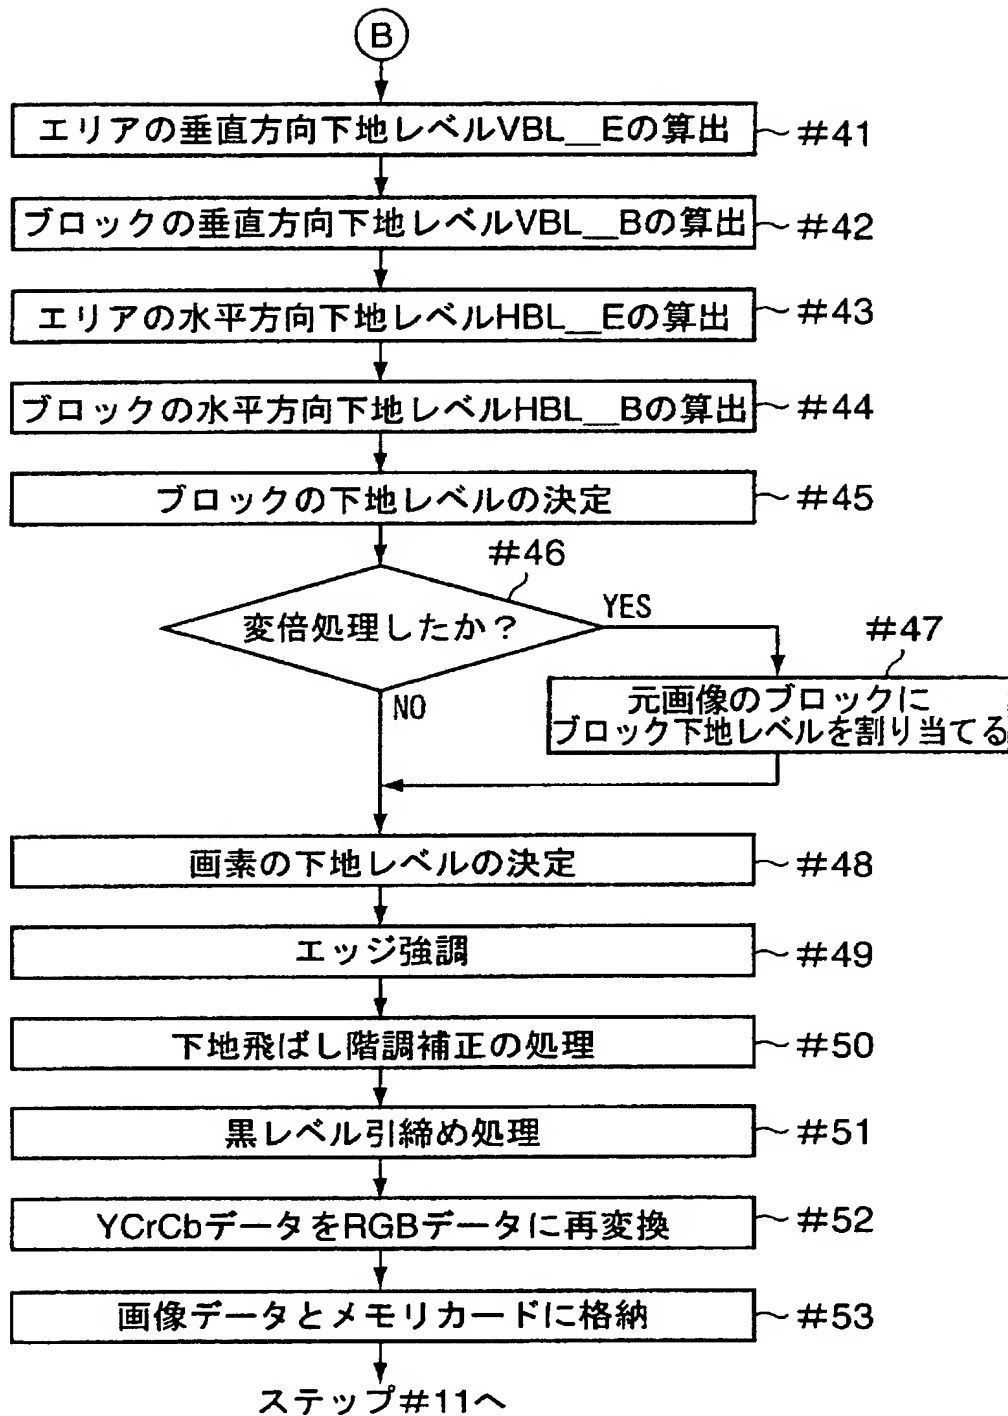 B
エリアの垂直方向下地レベルVBL__Eの算出 ~ #41
ブロックの垂直方向下地レベルVBL__Bの算出 ~ #42
エリアの水平方向下地レベルHBL__Eの算出 ~ #43
ブロックの水平方向下地レベルHBL__Bの算出 ~ #44
ブロックの下地レベルの決定 ~ #45
#46
変倍処理したか?
YES
#47
元画像のブロックに
ブロック下地レベルを割り当てる
NO
画素の下地レベルの決定 ~ #48
エッジ強調 ~ #49
下地飛ばし階調補正の処理 ~ #50
黒レベル引締め処理 ~ #51
YCrCbデータをRGBデータに再変換 ~ #52
画像データとメモリカードに格納 ~ #53
ステップ#11へ